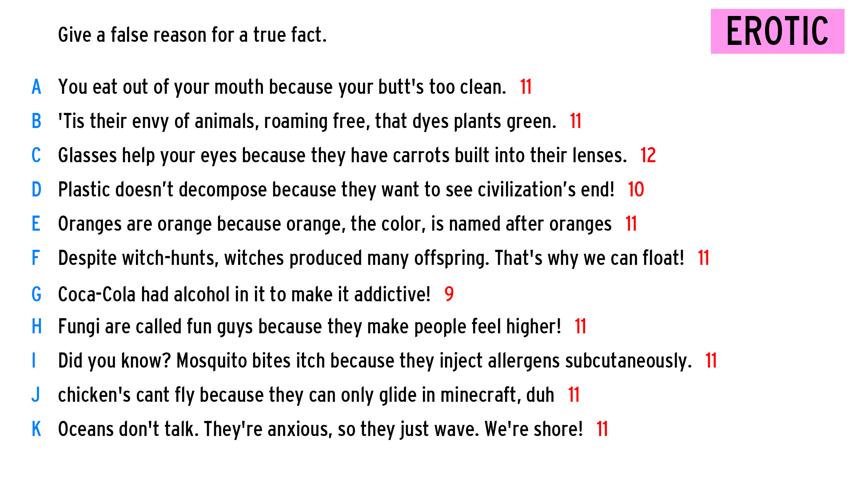 Give a false reason for a true fact.
EROTIC
A You eat out of your mouth because your butt's too clean. 11
B 'Tis their envy of animals, roaming free, that dyes plants green. 11
C Glasses help your eyes because they have carrots built into their lenses. 12
D Plastic doesn’t decompose because they want to see civilization’s end! 10
E Oranges are orange because orange, the color, is named after oranges 11
F Despite witch-hunts, witches produced many offspring. That's why we can float! 11
G Coca-Cola had alcohol in it to make it addictive! 9
H Fungi are called fun guys because they make people feel higher! 11
I Did you know? Mosquito bites itch because they inject allergens subcutaneously. 11
J chicken's cant fly because they can only glide in minecraft, duh 11
K Oceans don't talk. They're anxious, so they just wave. We're shore! 11